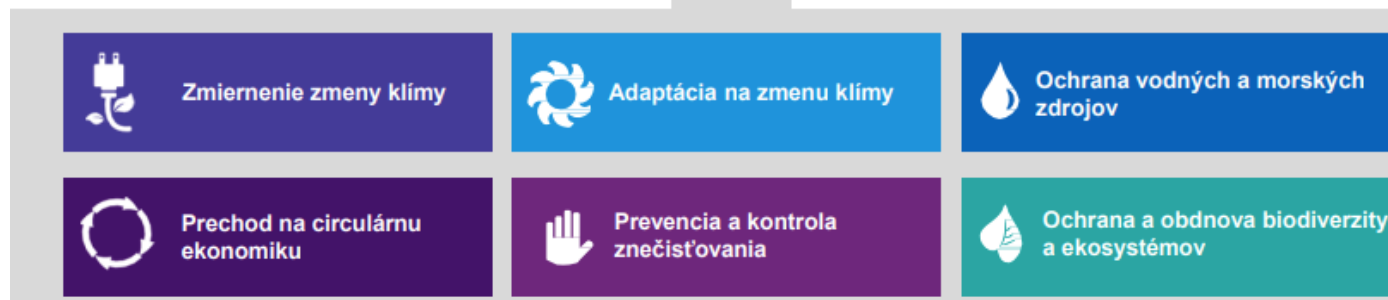 Zmiernenie zmeny klímy
Adaptácia na zmenu klímy
Ochrana vodných a morských
zdrojov
Prechod na circulárnu
ekonomiku
Prevencia a kontrola
znečisťovania
Ochrana a obdnova biodiverzity
a ekosystémov